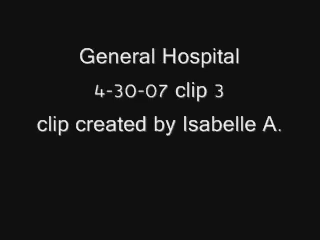 General Hospital
4-30-07 clip 3
clip created by Isabelle A.